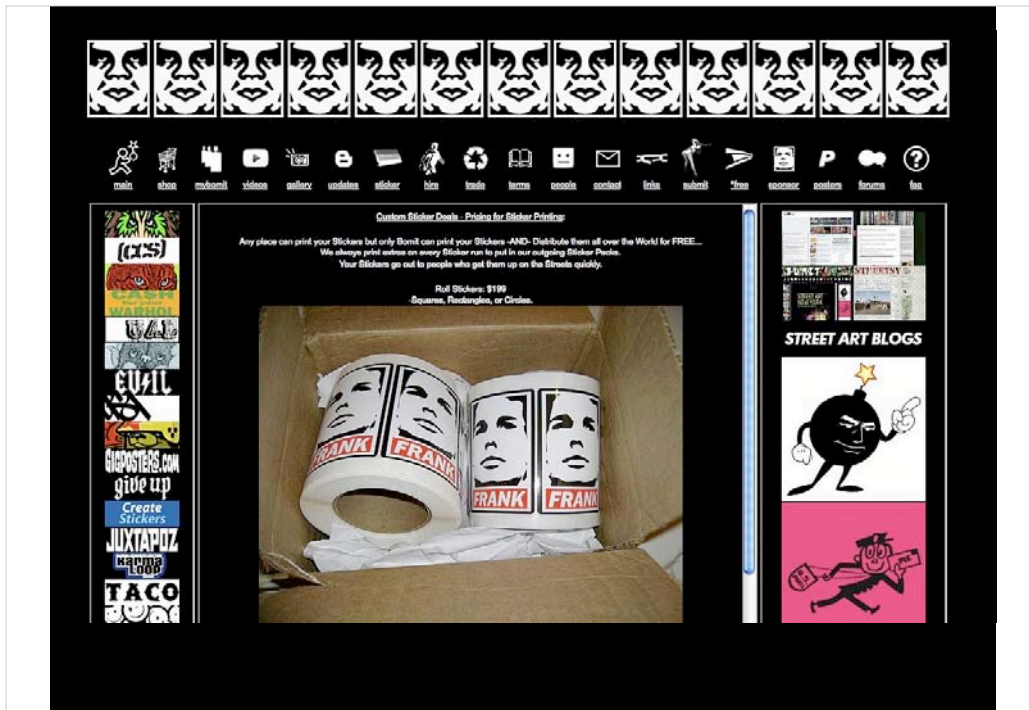 main shop mybomit videos gallery updates sticker hire trade terms people contact links submit *free sponsor posters forums faq
CASH
for your
WARHOL
GIGPOSTERS.COM
give up
Create
Stickers
JUXTAPOZ
KARMA
LOOP
TACO
Custom Sticker Deals - Pricing for Sticker Printing:
Any place can print your Stickers but only Bomit can print your Stickers -AND- Distribute them all over the World for FREE...
We always print extras on every Sticker run to put in our outgoing Sticker Packs.
Your Stickers go out to people who get them up on the Streets quickly.
Roll Stickers: $199
-Squares, Rectangles, or Circles.
FRANK FRANK FRANK FRANK
STREET ART BLOGS